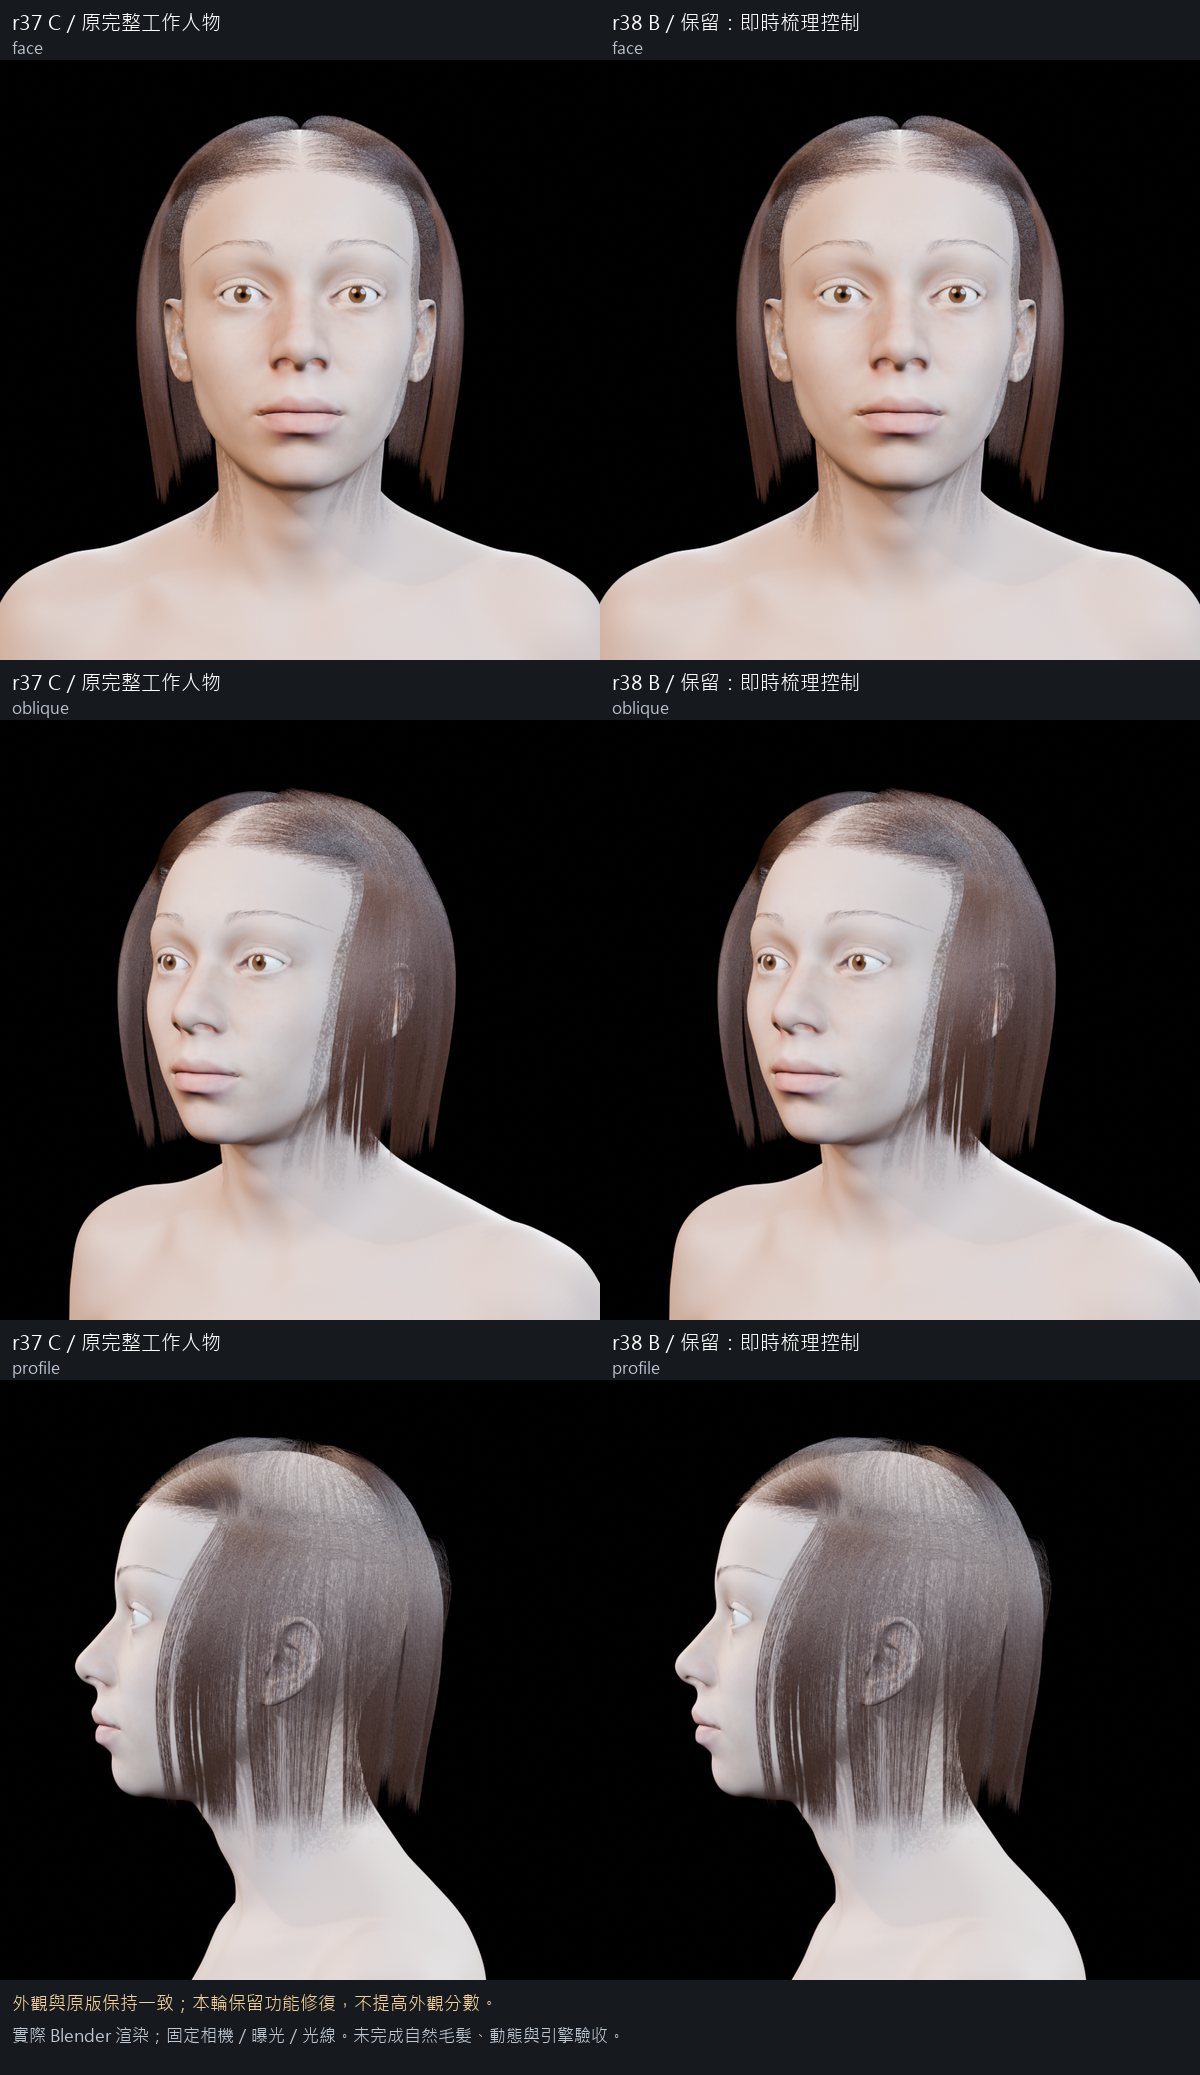 r37 C / 原完整工作人物
face
r38 B / 保留：即時梳理控制
face
r37 C / 原完整工作人物
oblique
r38 B / 保留：即時梳理控制
oblique
r37 C / 原完整工作人物
profile
r38 B / 保留：即時梳理控制
profile
外觀與原版保持一致；本輪保留功能修復，不提高外觀分數。
實際 Blender 渲染；固定相機 / 曝光 / 光線。未完成自然毛髮、動態與引擎驗收。